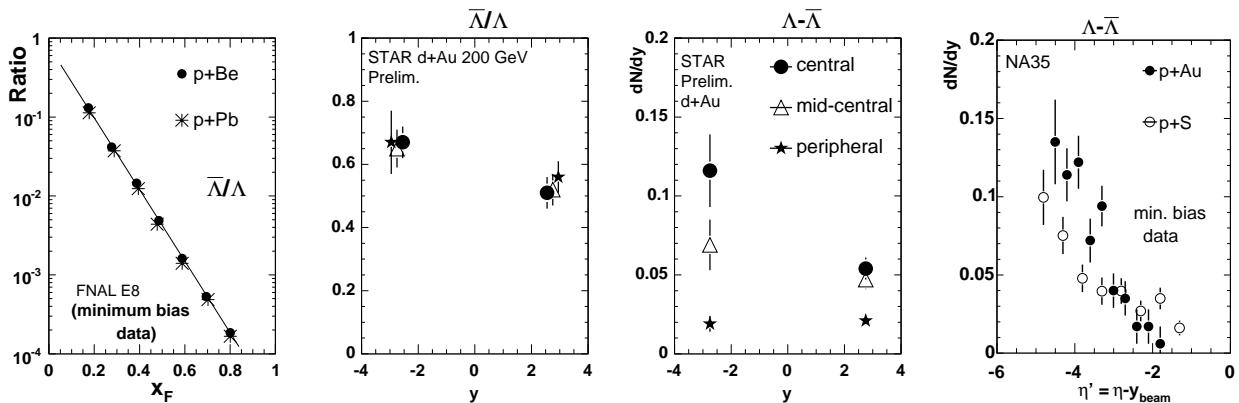 Ratio
1
10⁻¹
10⁻²
10⁻³
10⁻⁴
p+Be
p+Pb
Λ̅/Λ
FNAL E8
(minimum bias
data)
0 0.2 0.4 0.6 0.8 1
x_F
Λ̅/Λ
STAR d+Au 200 GeV
Prelim.
1
0.8
0.6
0.4
0.2
0
-4 -2 0 2 4
y
Λ-Λ̅
dN/dy
STAR
Prelim.
d+Au
central
mid-central
peripheral
0.2
0.15
0.1
0.05
0
-4 -2 0 2 4
y
Λ-Λ̅
dN/dy
NA35
p+Au
p+S
min. bias
data
0.2
0.15
0.10
0.05
0
-6 -4 -2 0
η' = η-y_beam